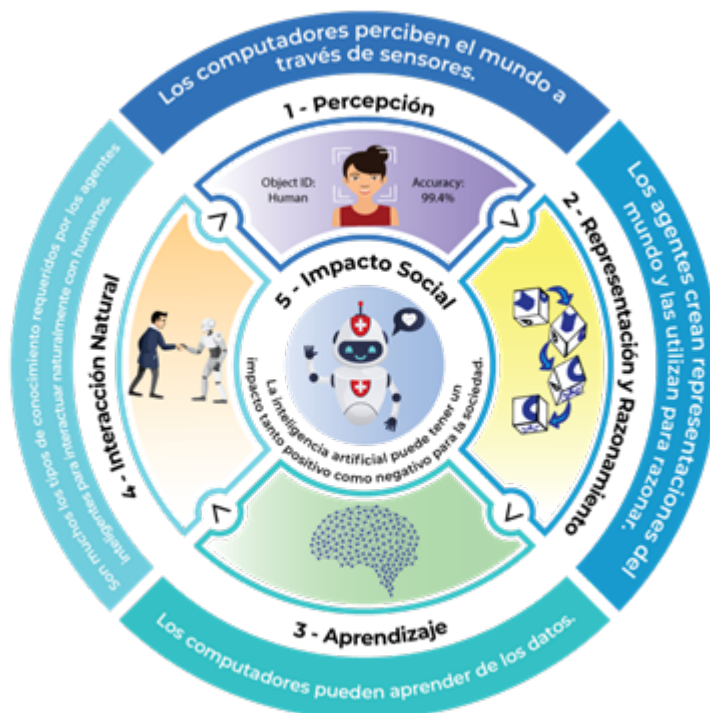 Los computadores perciben el mundo a
través de sensores.
1 - Percepción
Object ID:
Human
Accuracy:
99.4%
Los agentes crean representaciones del
mundo y las utilizan para razonar.
2 - Representación y Razonamiento
3 - Aprendizaje
Los computadores pueden aprender de los datos.
Son muchos los tipos de conocimiento requeridos por los agentes
inteligentes para interactuar naturalmente con humanos.
4 - Interacción Natural
5 - Impacto Social
La inteligencia artificial puede tener un
impacto tanto positivo como negativo para la sociedad.